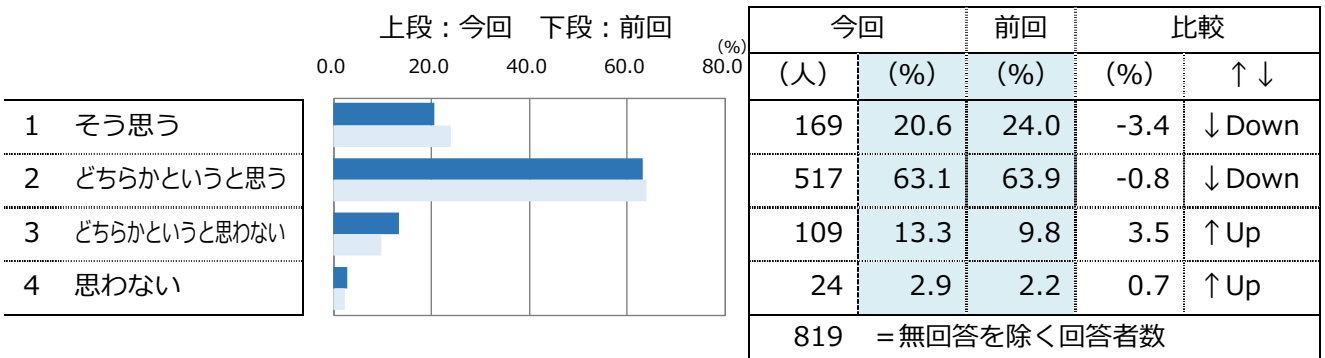 上段：今回　下段：前回
(%)
0.0 20.0 40.0 60.0 80.0
今回 前回 比較
（人） （%） （%） （%） ↑↓
1 そう思う 169 20.6 24.0 -3.4 ↓Down
2 どちらかというと思う 517 63.1 63.9 -0.8 ↓Down
3 どちらかというと思わない 109 13.3 9.8 3.5 ↑Up
4 思わない 24 2.9 2.2 0.7 ↑Up
819 ＝無回答を除く回答者数